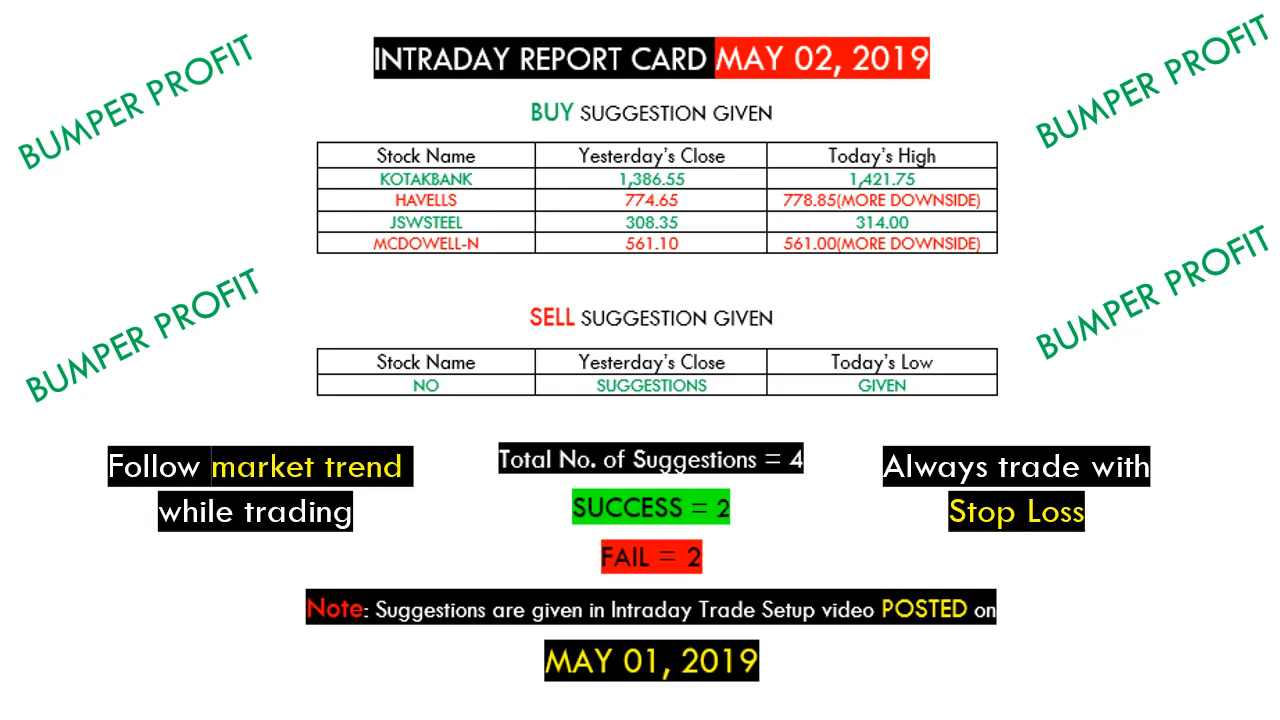 BUMPER PROFIT
INTRADAY REPORT CARD MAY 02, 2019
BUMPER PROFIT
BUY SUGGESTION GIVEN
Stock Name Yesterday's Close Today's High
KOTAKBANK 1,386.55 1,421.75
HAVELLS 774.65 778.85(MORE DOWNSIDE)
JSWSTEEL 308.35 314.00
MCDOWELL-N 561.10 561.00(MORE DOWNSIDE)
BUMPER PROFIT
SELL SUGGESTION GIVEN
BUMPER PROFIT
Stock Name Yesterday's Close Today's Low
NO SUGGESTIONS GIVEN
Follow market trend
while trading
Total No. of Suggestions = 4
SUCCESS = 2
FAIL = 2
Always trade with
Stop Loss
Note: Suggestions are given in Intraday Trade Setup video POSTED on
MAY 01, 2019